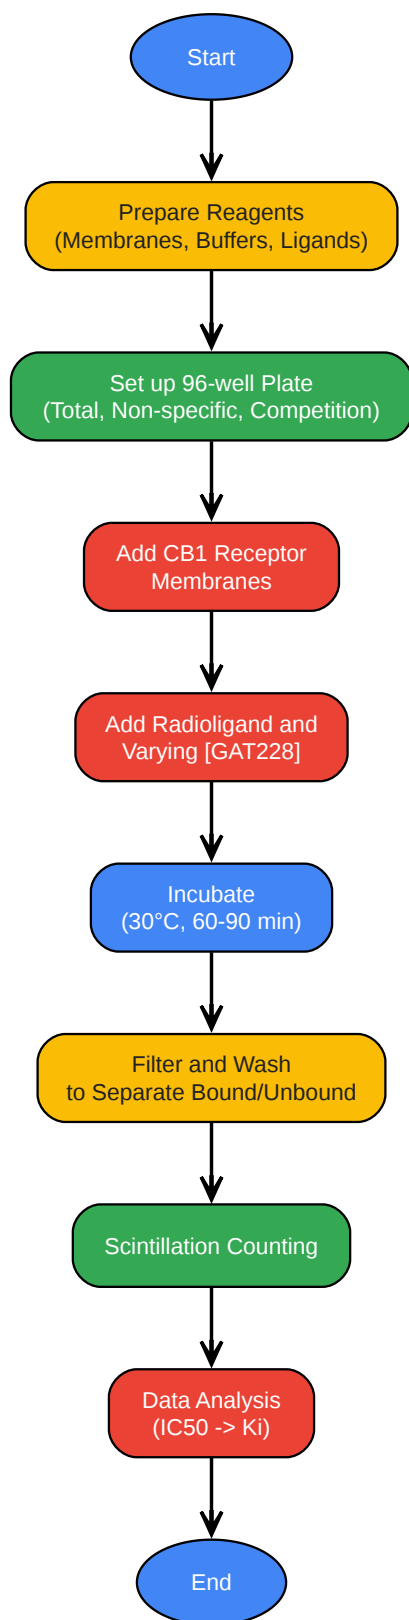 Start
Prepare Reagents
(Membranes, Buffers, Ligands)
Set up 96-well Plate
(Total, Non-specific, Competition)
Add CB1 Receptor
Membranes
Add Radioligand and
Varying [GAT228]
Incubate
(30°C, 60-90 min)
Filter and Wash
to Separate Bound/Unbound
Scintillation Counting
Data Analysis
(IC50 -> Ki)
End